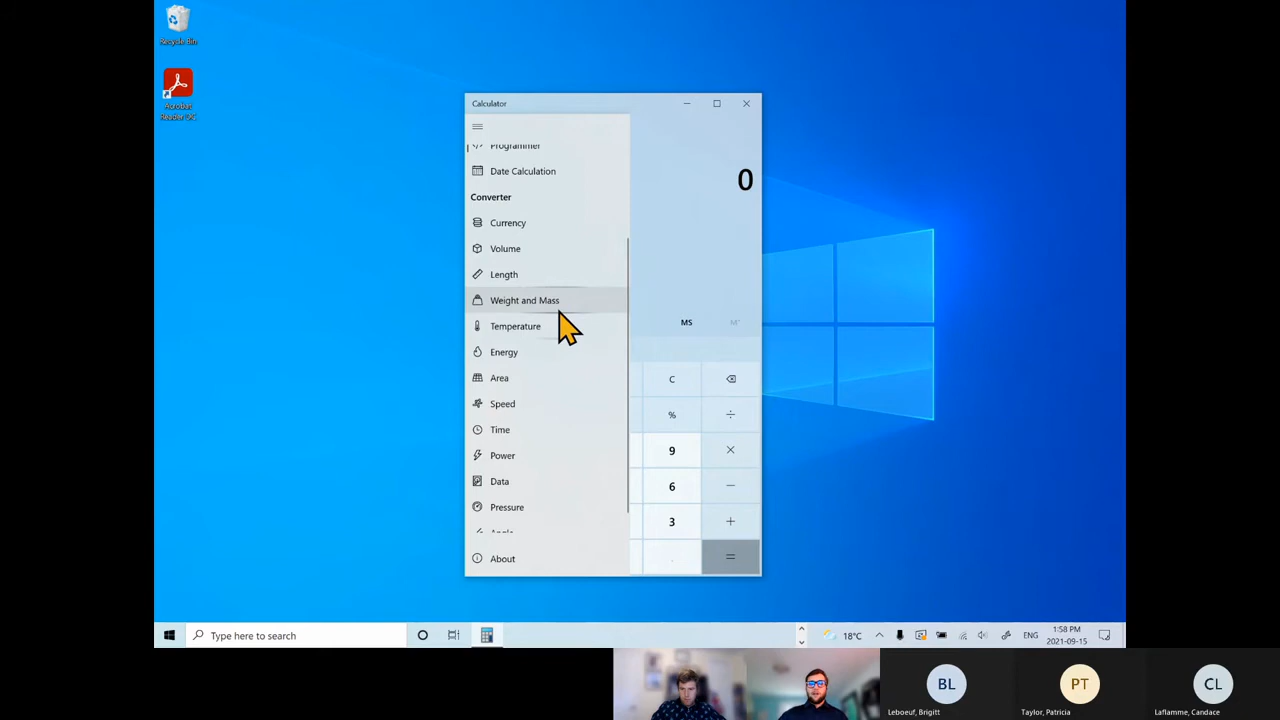 Recycle Bin
Acrobat
Reader DC
Calculator
Programmer
Date Calculation
0
Converter
Currency
Volume
Length
Weight and Mass
Temperature
MS
M˅
Energy
Area
C
Speed
%
÷
Time
9
×
Power
Data
6
−
Pressure
3
+
Angle
About
.
=
Type here to search
18°C
ENG
1:58 PM
2021-09-15
BL
PT
CL
Leboeuf, Brigitt
Taylor, Patricia
Laflamme, Candace